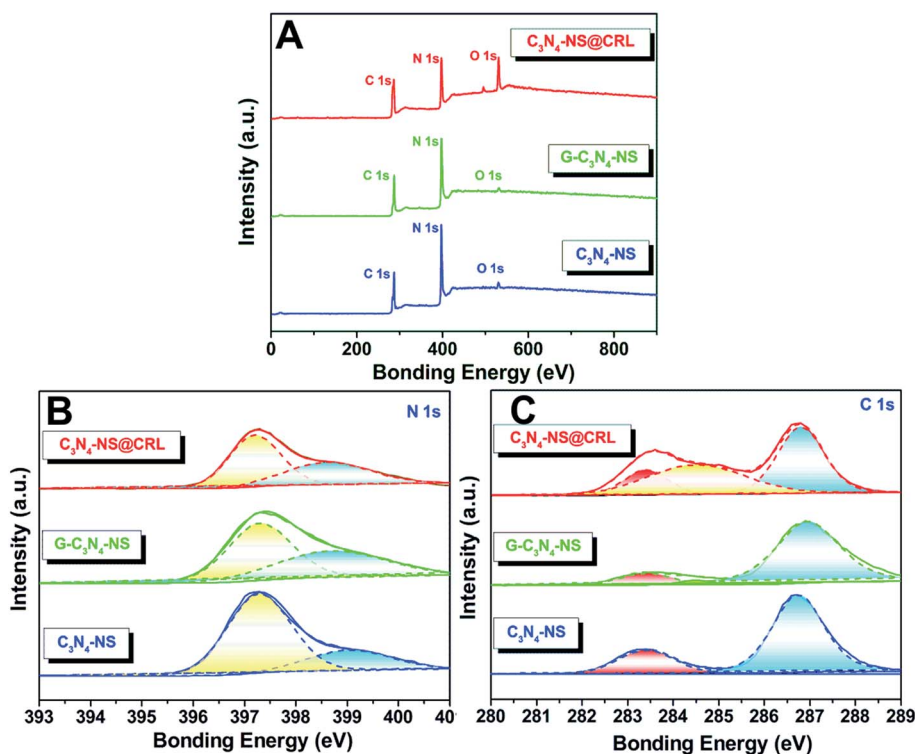 A
C₃N₄-NS@CRL
C 1s
N 1s
O 1s
G-C₃N₄-NS
C 1s
N 1s
O 1s
C₃N₄-NS
C 1s
N 1s
O 1s
Intensity (a.u.)
0 200 400 600 800
Bonding Energy (eV)
B
N 1s
C₃N₄-NS@CRL
G-C₃N₄-NS
C₃N₄-NS
Intensity (a.u.)
393 394 395 396 397 398 399 400 40
Bonding Energy (eV)
C
C 1s
C₃N₄-NS@CRL
G-C₃N₄-NS
C₃N₄-NS
Intensity (a.u.)
280 281 282 283 284 285 286 287 288 289
Bonding Energy (eV)